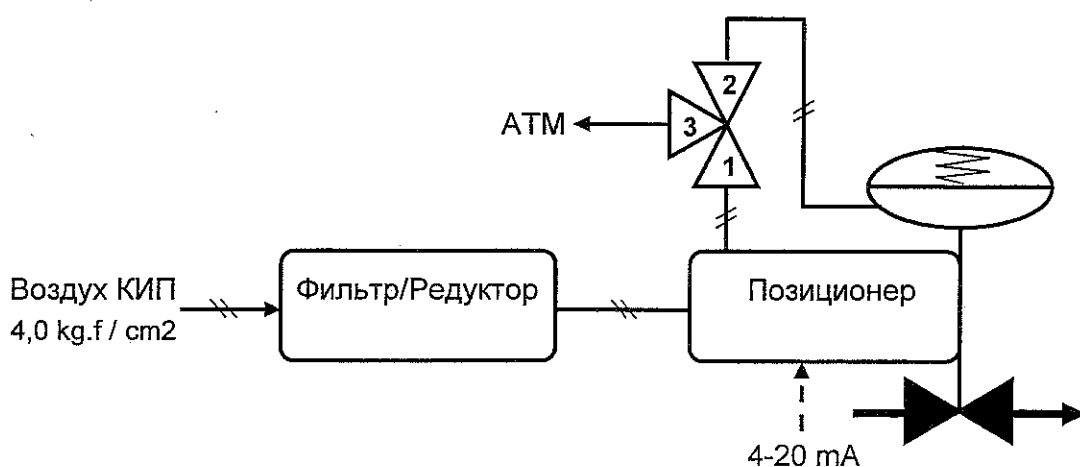 2
АТМ
3
1
Воздух КИП
4,0 kg.f / cm2
Фильтр/Редуктор
Позиционер
4-20 mA